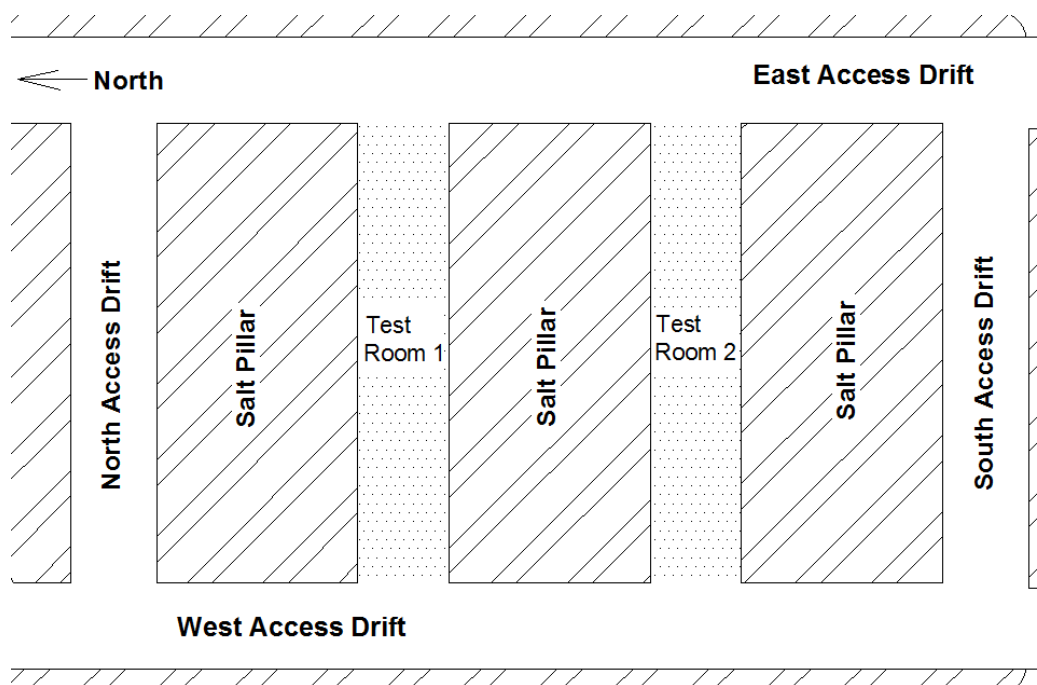 North
East Access Drift
North Access Drift
Salt Pillar
Test
Room 1
Salt Pillar
Test
Room 2
Salt Pillar
South Access Drift
West Access Drift